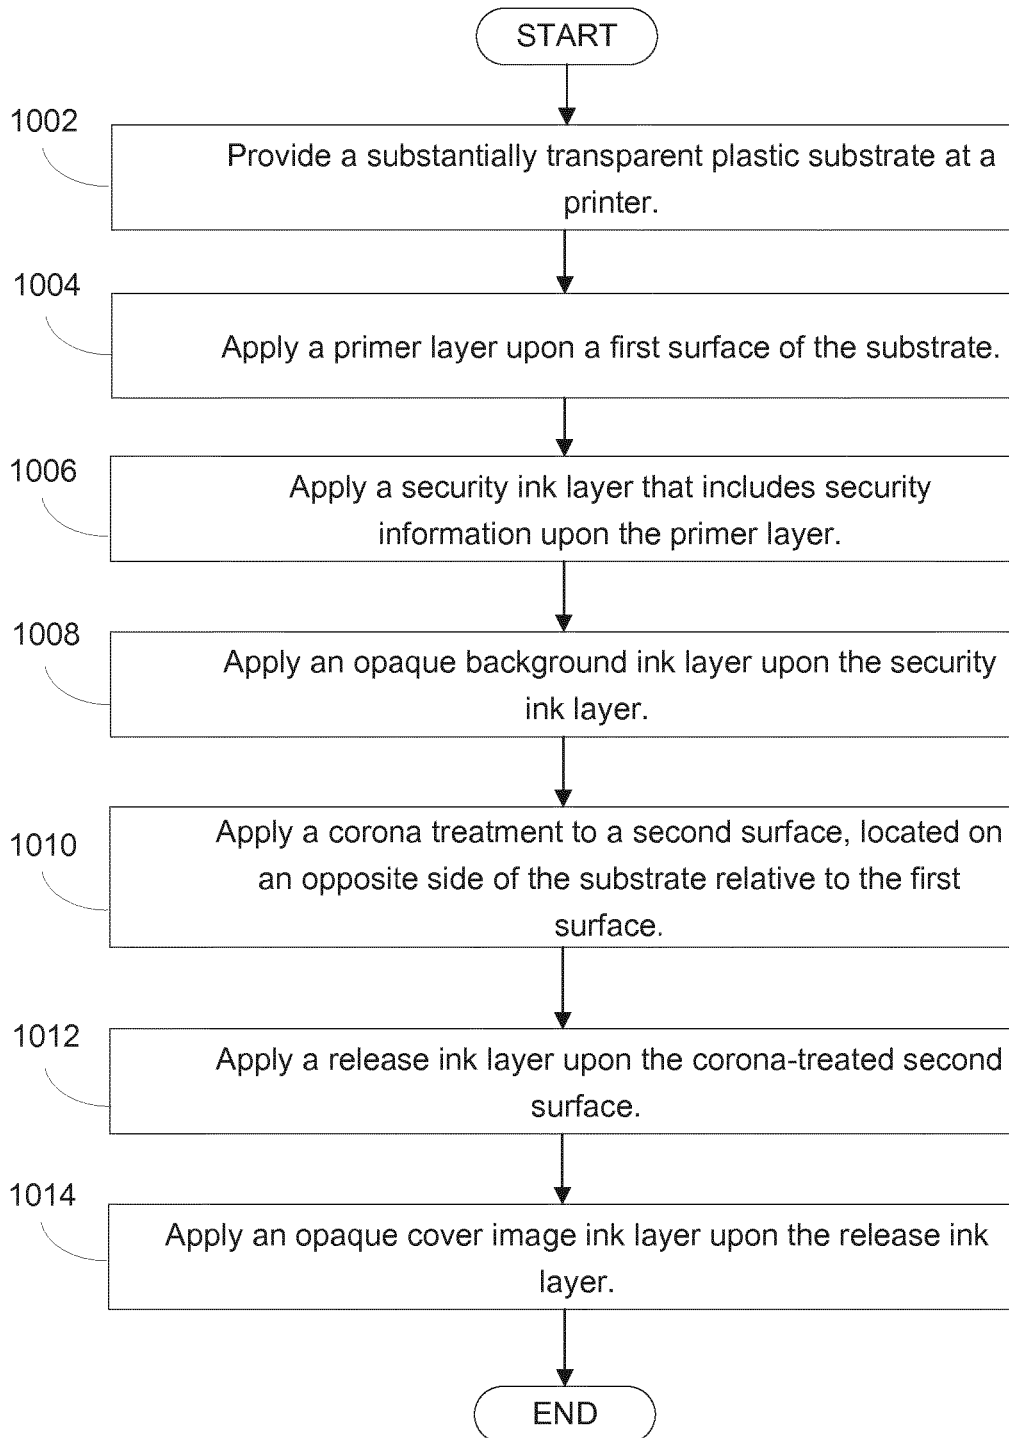 START
1002
Provide a substantially transparent plastic substrate at a
printer.
1004
Apply a primer layer upon a first surface of the substrate.
1006
Apply a security ink layer that includes security
information upon the primer layer.
1008
Apply an opaque background ink layer upon the security
ink layer.
1010
Apply a corona treatment to a second surface, located on
an opposite side of the substrate relative to the first
surface.
1012
Apply a release ink layer upon the corona-treated second
surface.
1014
Apply an opaque cover image ink layer upon the release ink
layer.
END